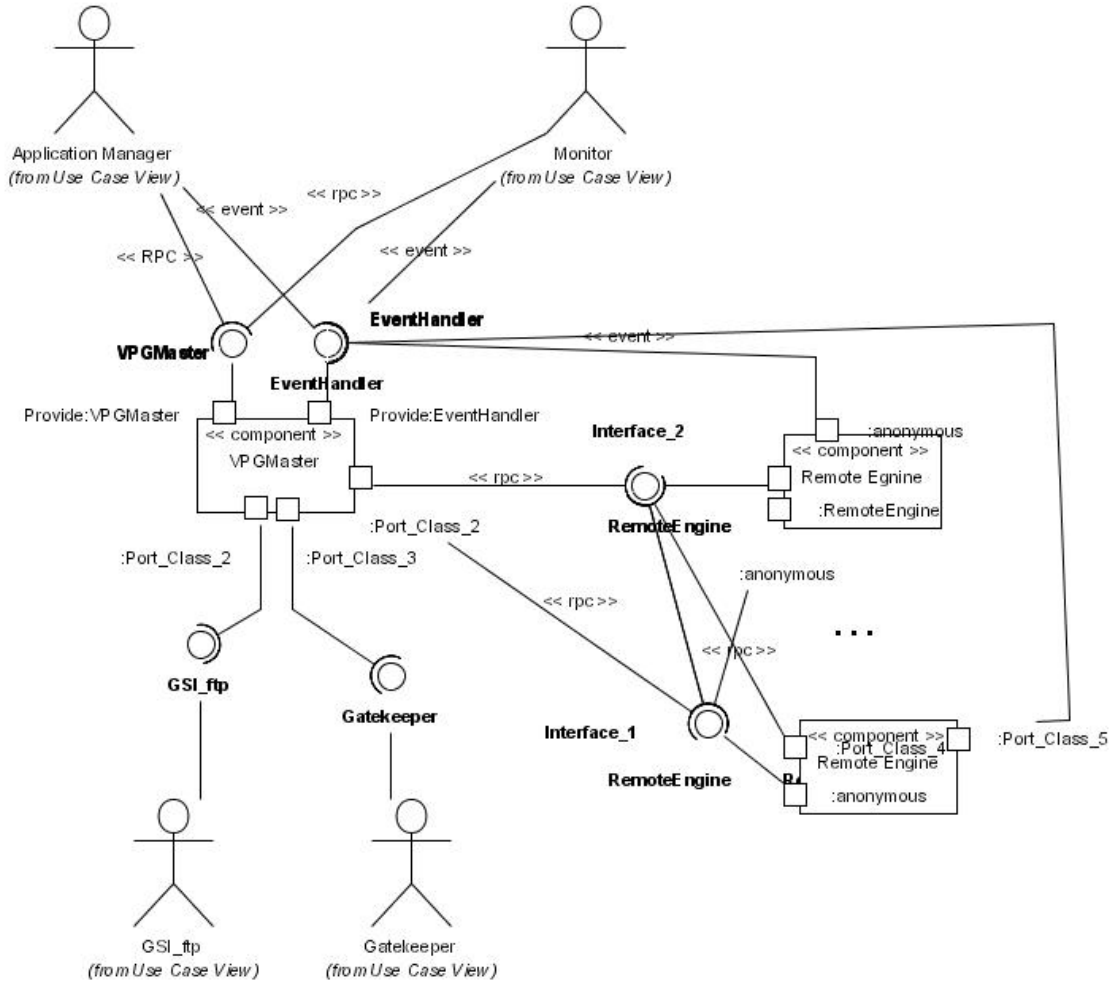 Application Manager
(from Use Case View)
Monitor
(from Use Case View)
<< rpc >>
<< event >>
<< RPC >>
<< event >>
EventHandler
VPGMaster
<< event >>
EventHandler
Provide:VPGMaster
Provide:EventHandler
<< component >>
VPGMaster
Interface_2
:anonymous
<< component >>
Remote Egnine
<< rpc >>
:RemoteEngine
RemoteEngine
:Port_Class_2
:Port_Class_2
:Port_Class_3
:anonymous
<< rpc >>
...
<< rpc >>
GSI_ftp
Gatekeeper
Interface_1
<< component >>
:Port_Class_4
:Port_Class_5
Remote Engine
RemoteEngine
:anonymous
GSI_ftp
(from Use Case View)
Gatekeeper
(from Use Case View)